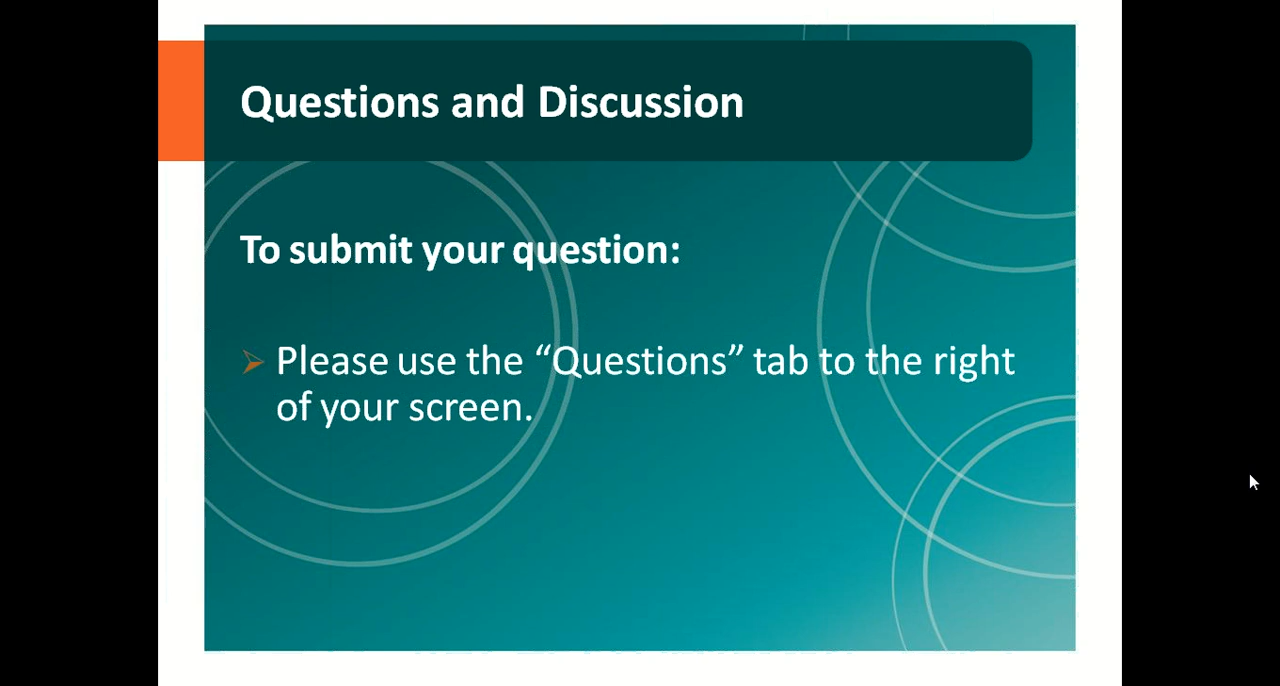 Questions and Discussion
To submit your question:
➢ Please use the “Questions” tab to the right
of your screen.